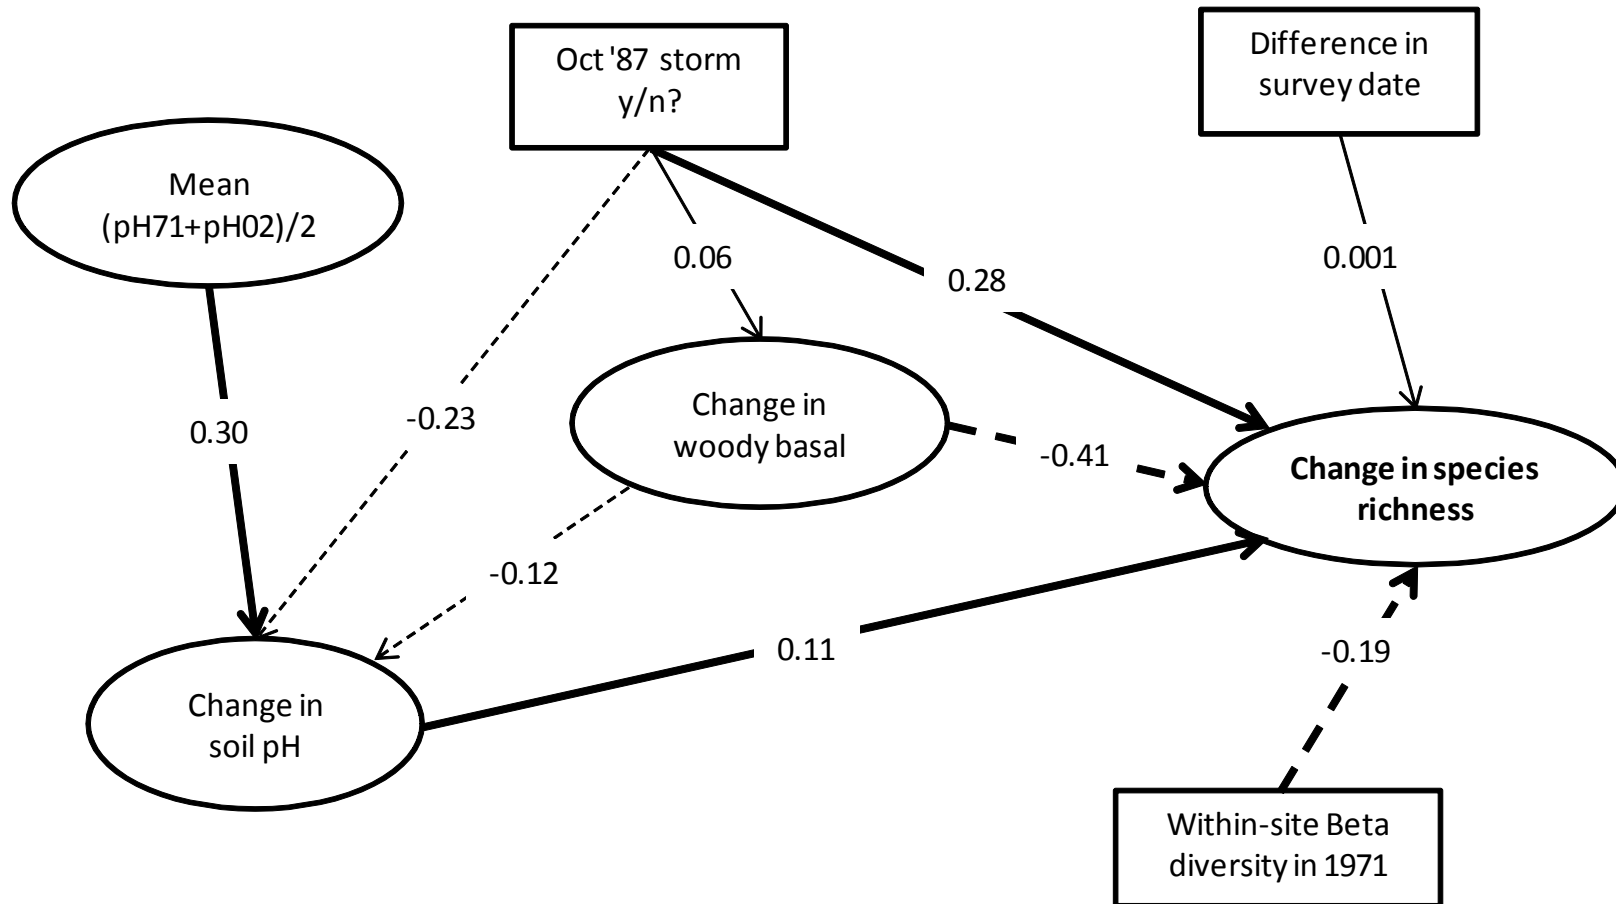 Oct '87 storm
y/n?
Difference in
survey date
Mean
(pH71+pH02)/2
0.06
0.28
0.001
0.30
-0.23
Change in
woody basal
-0.41
Change in species
richness
-0.12
0.11
-0.19
Change in
soil pH
Within-site Beta
diversity in 1971